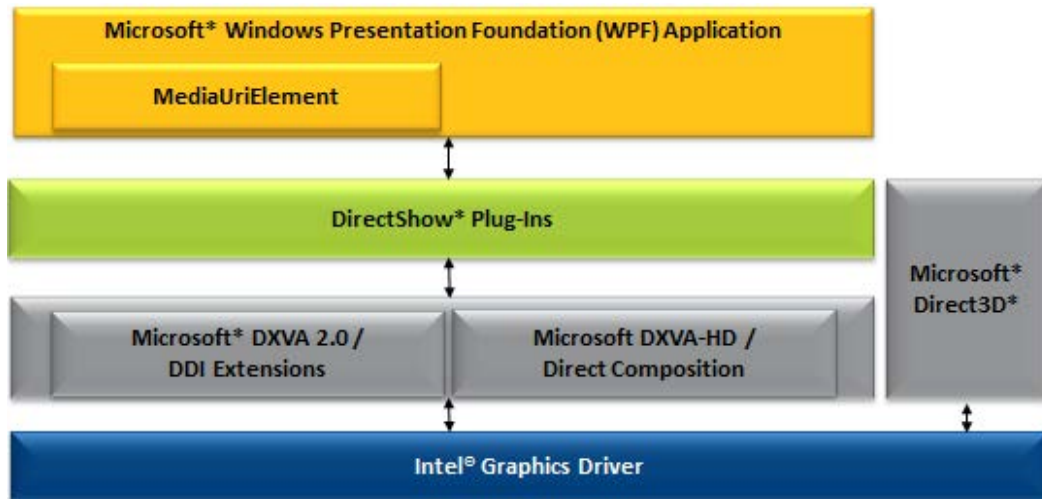 Microsoft* Windows Presentation Foundation (WPF) Application
MediaUriElement
DirectShow* Plug-Ins
Microsoft*
Direct3D*
Microsoft* DXVA 2.0 /
DDI Extensions
Microsoft DXVA-HD /
Direct Composition
Intel® Graphics Driver